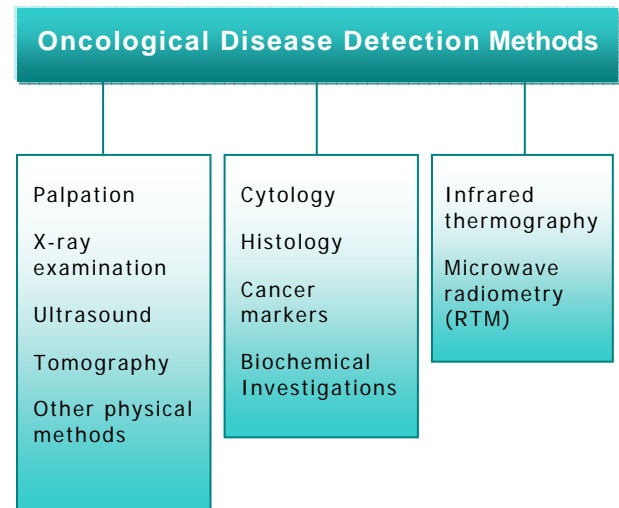 Oncological Disease Detection Methods
Palpation
X-ray
examination
Ultrasound
Tomography
Other physical
methods
Cytology
Histology
Cancer
markers
Biochemical
Investigations
Infrared
thermography
Microwave
radiometry
(RTM)